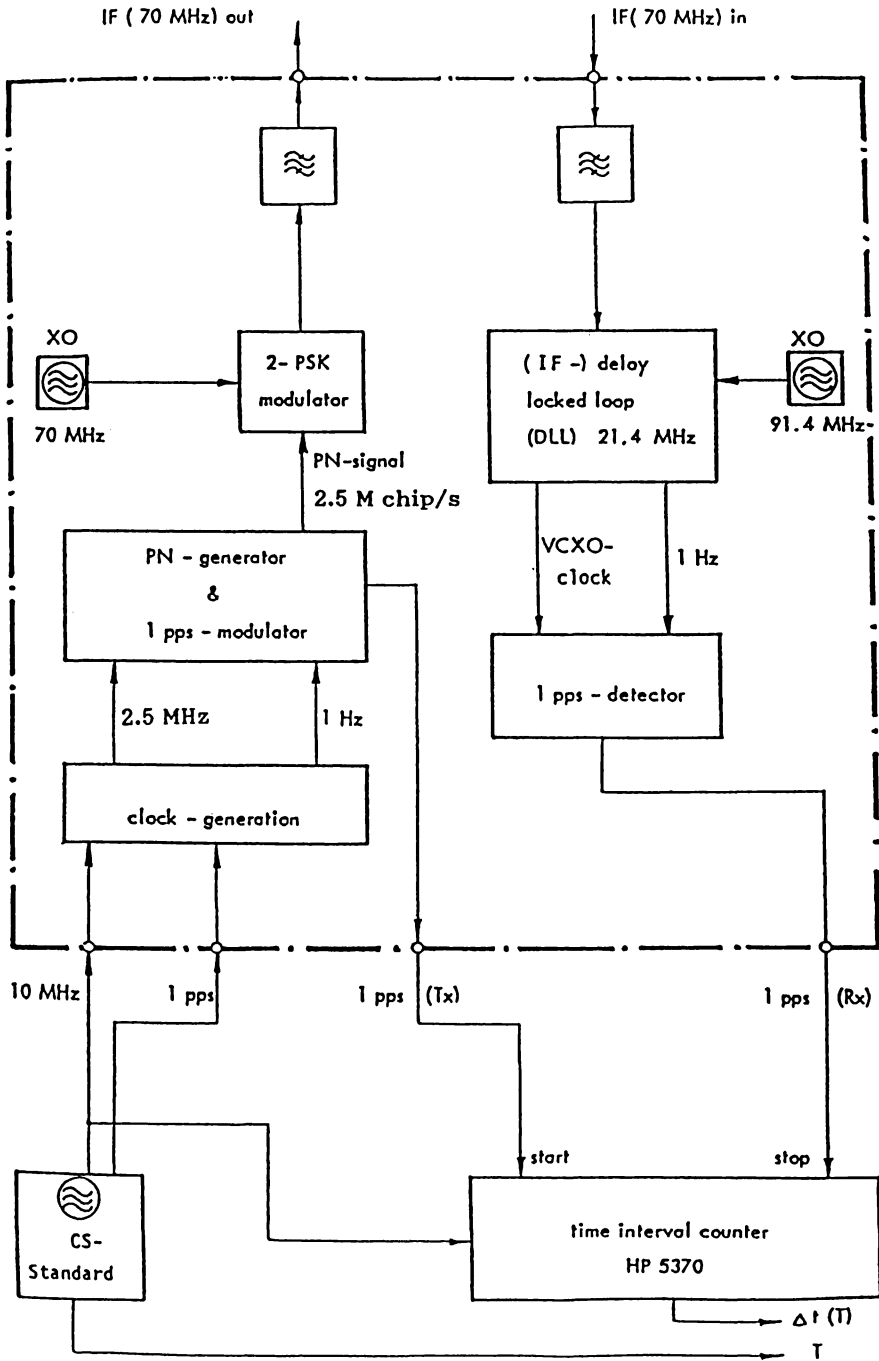 IF ( 70 MHz) out
IF( 70 MHz) in
XO
70 MHz
2- PSK
modulator
( IF -) delay
locked loop
(DLL) 21.4 MHz
XO
91.4 MHz
PN-signal
2.5 M chip/s
PN - generator
&
1 pps - modulator
VCXO-
clock
1 Hz
1 pps - detector
2.5 MHz
1 Hz
clock - generation
10 MHz
1 pps
1 pps (Tx)
1 pps (Rx)
start
stop
CS-
Standard
time interval counter
HP 5370
Δ t (T)
T